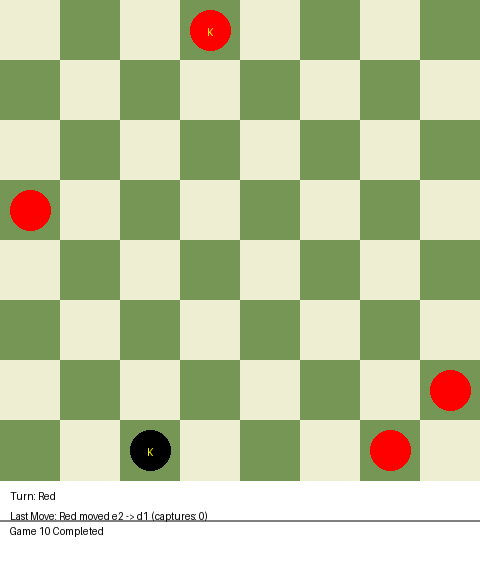 K
K
Turn: Red
Last Move: Red moved e2 -> d1 (captures: 0)
Game 10 Completed